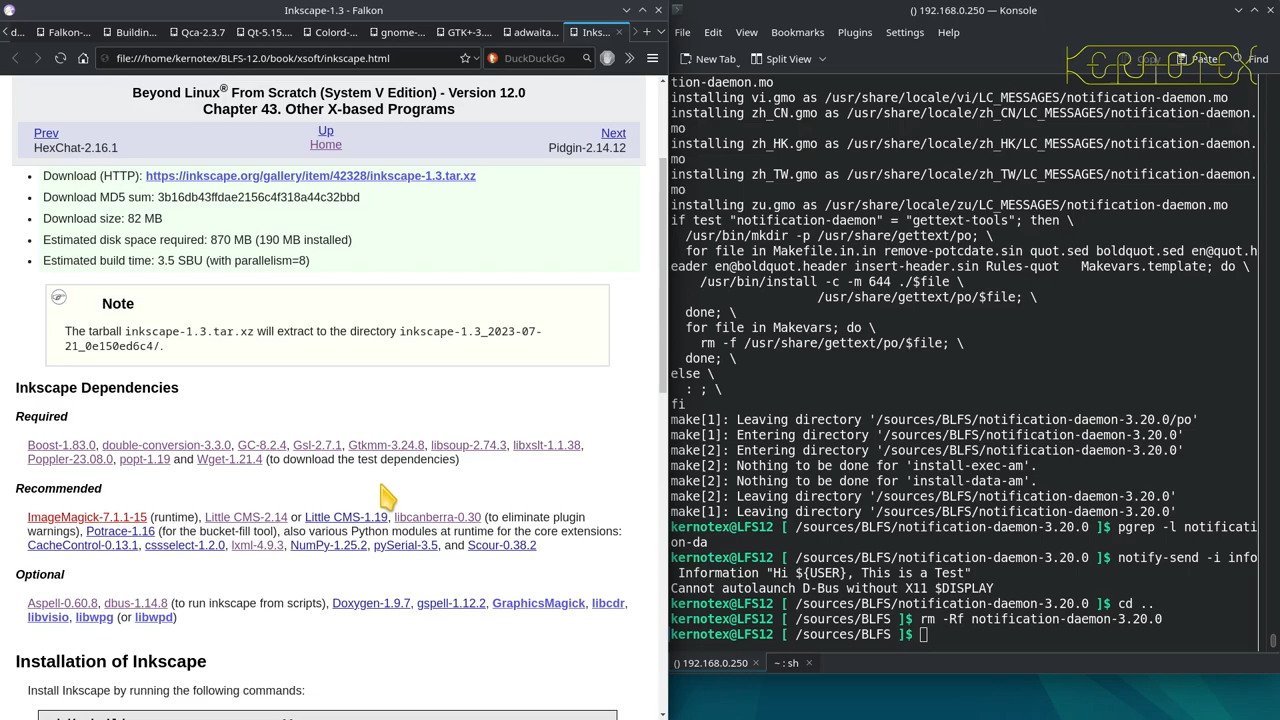 Inkscape-1.3 — Falkon
() 192.168.0.250 — Konsole
d...
Falkon-...
Buildin...
Qca-2.3.7
Qt-5.15....
Colord-...
gnome-...
GTK+-3....
adwaita...
Inks...
file:///home/kernotex/BLFS-12.0/book/xsoft/inkscape.html
DuckDuckGo
Beyond Linux® From Scratch (System V Edition) - Version 12.0
Chapter 43. Other X-based Programs
Prev
Up
Next
HexChat-2.16.1
Home
Pidgin-2.14.12
Download (HTTP): https://inkscape.org/gallery/item/42328/inkscape-1.3.tar.xz
Download MD5 sum: 3b16db43ffdae2156c4f318a44c32bbd
Download size: 82 MB
Estimated disk space required: 870 MB (190 MB installed)
Estimated build time: 3.5 SBU (with parallelism=8)
Note
The tarball inkscape-1.3.tar.xz will extract to the directory inkscape-1.3_2023-07-
21_0e150ed6c4/.
Inkscape Dependencies
Required
Boost-1.83.0, double-conversion-3.3.0, GC-8.2.4, Gsl-2.7.1, Gtkmm-3.24.8, libsoup-2.74.3, libxslt-1.1.38,
Poppler-23.08.0, popt-1.19 and Wget-1.21.4 (to download the test dependencies)
Recommended
ImageMagick-7.1.1-15 (runtime), Little CMS-2.14 or Little CMS-1.19, libcanberra-0.30 (to eliminate plugin
warnings), Potrace-1.16 (for the bucket-fill tool), also various Python modules at runtime for the core extensions:
CacheControl-0.13.1, cssselect-1.2.0, lxml-4.9.3, NumPy-1.25.2, pySerial-3.5, and Scour-0.38.2
Optional
Aspell-0.60.8, dbus-1.14.8 (to run inkscape from scripts), Doxygen-1.9.7, gspell-1.12.2, GraphicsMagick, libcdr,
libvisio, libwpg (or libwpd)
Installation of Inkscape
Install Inkscape by running the following commands:
File
Edit
View
Bookmarks
Plugins
Settings
Help
New Tab
Split View
Copy
Paste
Find
KERNOTEX
tion-daemon.mo
installing vi.gmo as /usr/share/locale/vi/LC_MESSAGES/notification-daemon.mo
installing zh_CN.gmo as /usr/share/locale/zh_CN/LC_MESSAGES/notification-daemon.
mo
installing zh_HK.gmo as /usr/share/locale/zh_HK/LC_MESSAGES/notification-daemon.
mo
installing zh_TW.gmo as /usr/share/locale/zh_TW/LC_MESSAGES/notification-daemon.
mo
installing zu.gmo as /usr/share/locale/zu/LC_MESSAGES/notification-daemon.mo
if test "notification-daemon" = "gettext-tools"; then \
/usr/bin/mkdir -p /usr/share/gettext/po; \
for file in Makefile.in.in remove-potcdate.sin quot.sed boldquot.sed en@quot.h
eader en@boldquot.header insert-header.sin Rules-quot   Makevars.template; do \
/usr/bin/install -c -m 644 ./$file \
/usr/share/gettext/po/$file; \
done; \
for file in Makevars; do \
rm -f /usr/share/gettext/po/$file; \
done; \
else \
: ; \
fi
make[1]: Leaving directory '/sources/BLFS/notification-daemon-3.20.0/po'
make[1]: Entering directory '/sources/BLFS/notification-daemon-3.20.0'
make[2]: Entering directory '/sources/BLFS/notification-daemon-3.20.0'
make[2]: Nothing to be done for 'install-exec-am'.
make[2]: Nothing to be done for 'install-data-am'.
make[2]: Leaving directory '/sources/BLFS/notification-daemon-3.20.0'
make[1]: Leaving directory '/sources/BLFS/notification-daemon-3.20.0'
kernotex@LFS12 [ /sources/BLFS/notification-daemon-3.20.0 ]$ pgrep -l notificati
on-da
kernotex@LFS12 [ /sources/BLFS/notification-daemon-3.20.0 ]$ notify-send -i info
Information "Hi ${USER}, This is a Test"
Cannot autolaunch D-Bus without X11 $DISPLAY
kernotex@LFS12 [ /sources/BLFS/notification-daemon-3.20.0 ]$ cd ..
kernotex@LFS12 [ /sources/BLFS ]$ rm -Rf notification-daemon-3.20.0
kernotex@LFS12 [ /sources/BLFS ]$
() 192.168.0.250
~ : sh